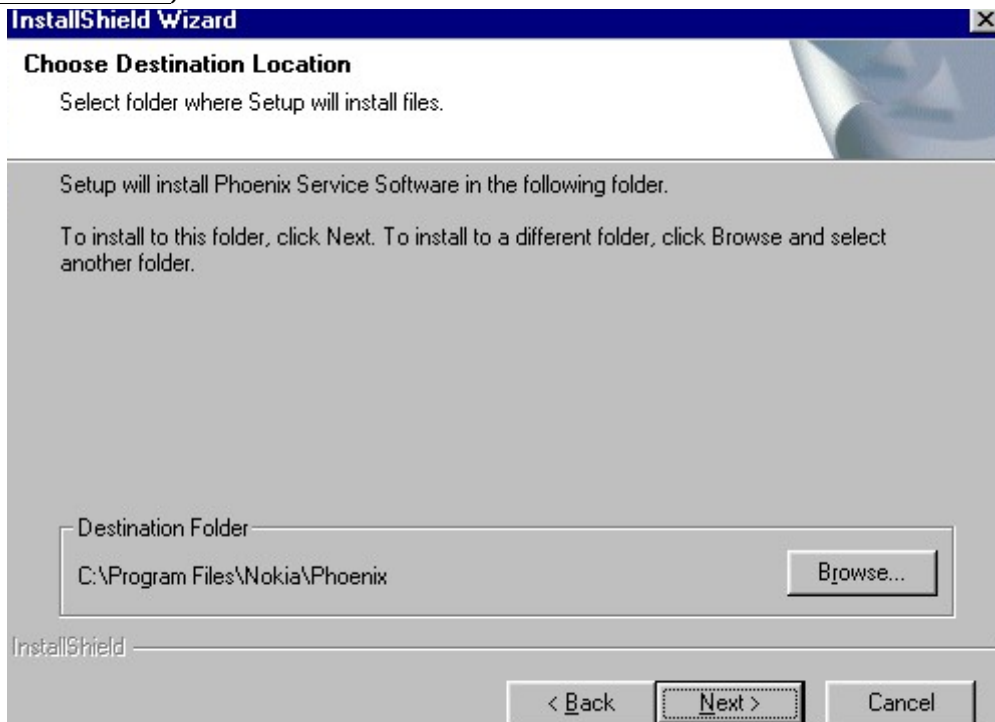 InstallShield Wizard
Choose Destination Location
Select folder where Setup will install files.
Setup will install Phoenix Service Software in the following folder.
To install to this folder, click Next. To install to a different folder, click Browse and select
another folder.
Destination Folder
C:\Program Files\Nokia\Phoenix
Browse...
InstallShield
< Back
Next >
Cancel